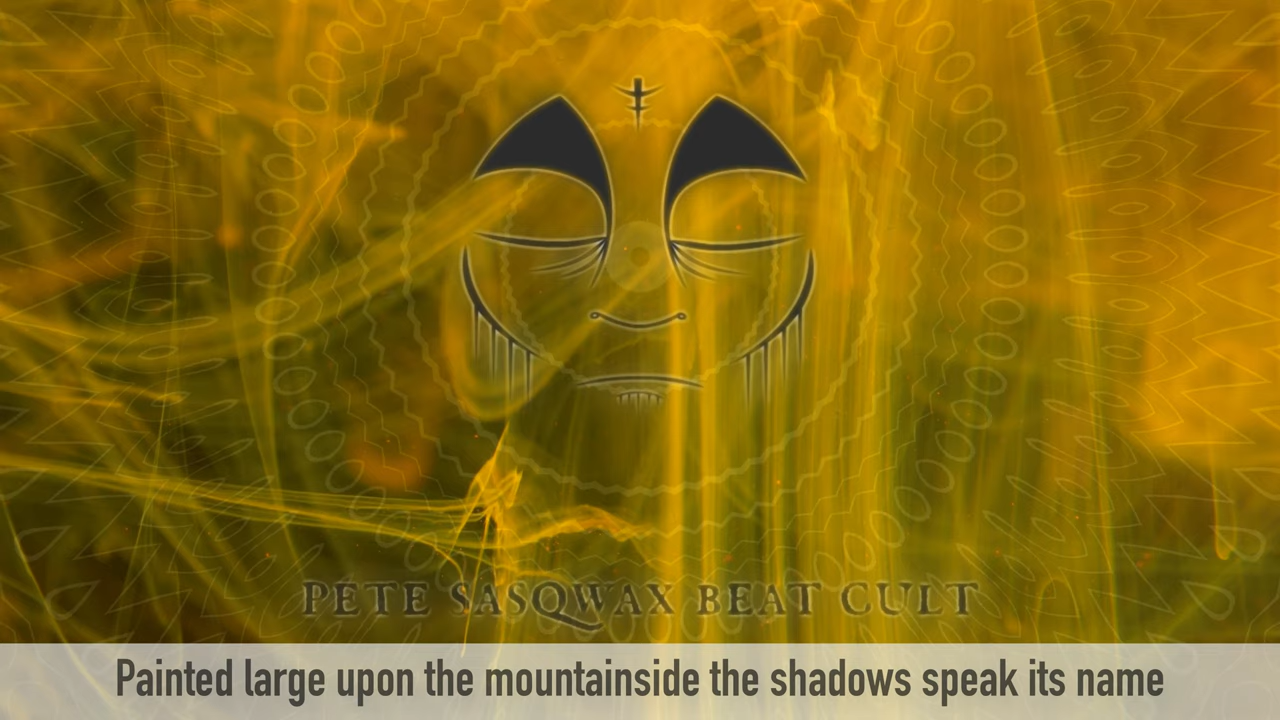 PETE SASQWAX BEAT CULT
Painted large upon the mountainside the shadows speak its name